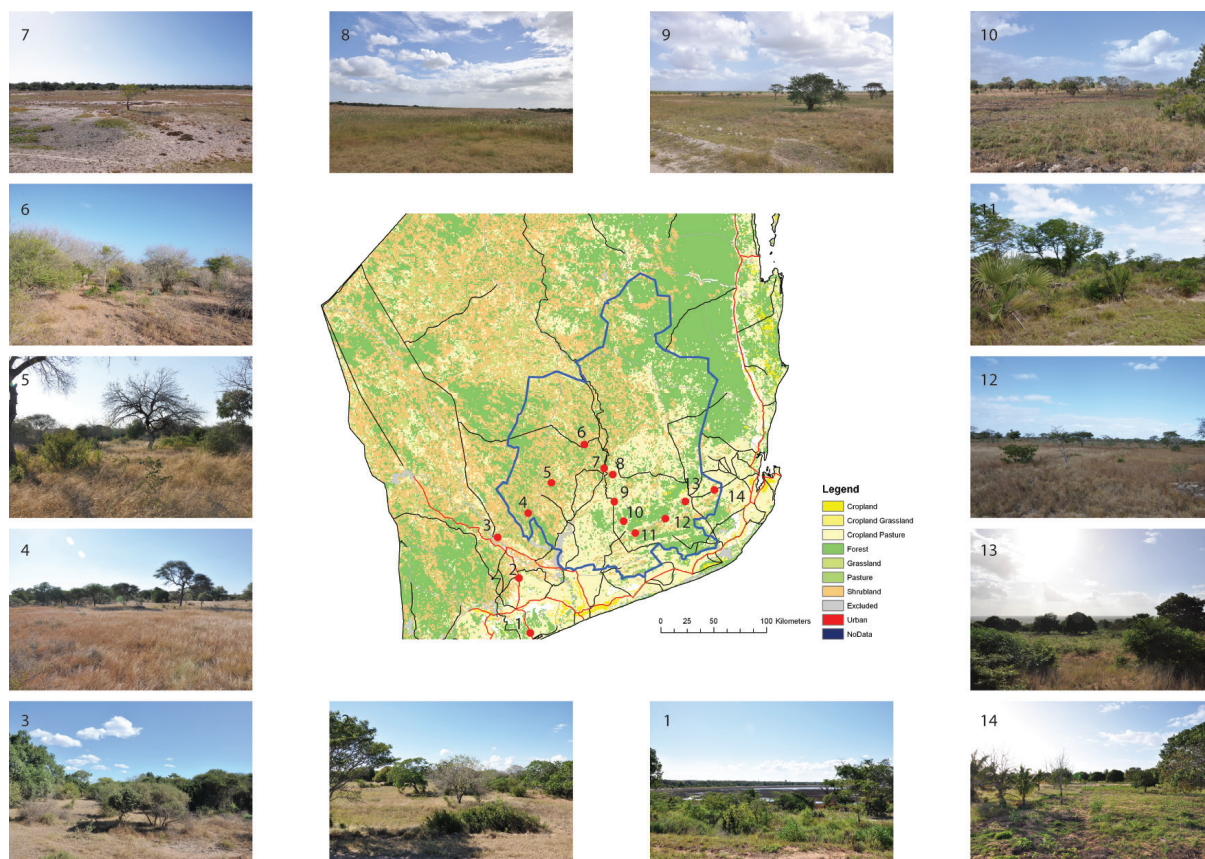 7
8
9
10
6
11
5
12
4
13
3
2
1
14
6
7
8
5
9
13
14
4
10
12
3
11
2
1
Legend
Cropland
Cropland Grassland
Cropland Pasture
Forest
Grassland
Pasture
Shrubland
Excluded
Urban
NoData
0 25 50 100 Kilometers